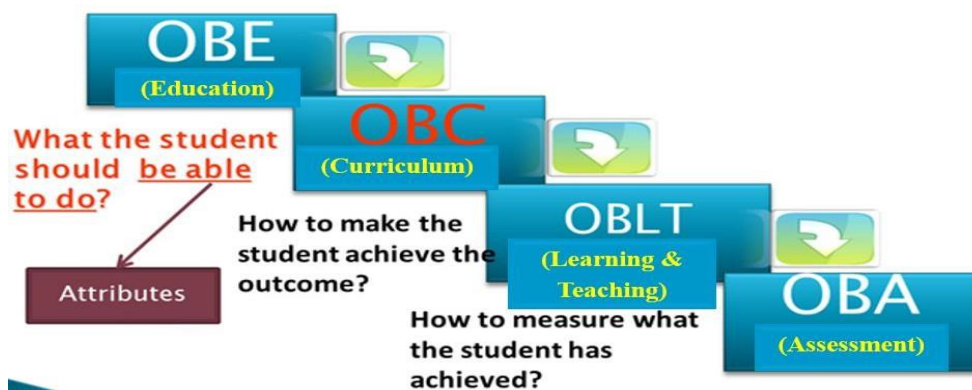 OBE
(Education)
OBC
(Curriculum)
What the student
should be able
to do?
Attributes
OBLT
(Learning &
Teaching)
How to make the
student achieve the
outcome?
OBA
(Assessment)
How to measure what
the student has
achieved?